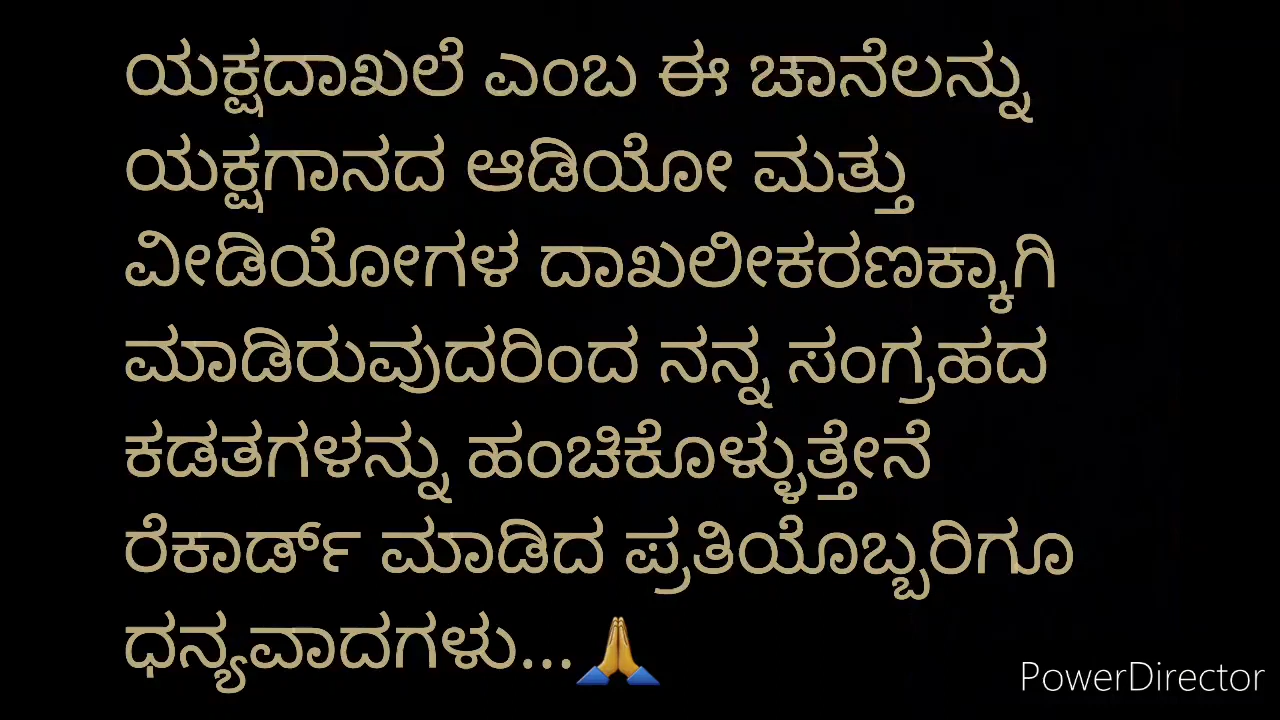 ಯಕ್ಷದಾಖಲೆ ಎಂಬ ಈ ಚಾನೆಲನ್ನು
ಯಕ್ಷಗಾನದ ಆಡಿಯೋ ಮತ್ತು
ವೀಡಿಯೋಗಳ ದಾಖಲೀಕರಣಕ್ಕಾಗಿ
ಮಾಡಿರುವುದರಿಂದ ನನ್ನ ಸಂಗ್ರಹದ
ಕಡತಗಳನ್ನು ಹಂಚಿಕೊಳ್ಳುತ್ತೇನೆ
ರೆಕಾರ್ಡ್ ಮಾಡಿದ ಪ್ರತಿಯೊಬ್ಬರಿಗೂ
ಧನ್ಯವಾದಗಳು...🙏
PowerDirector